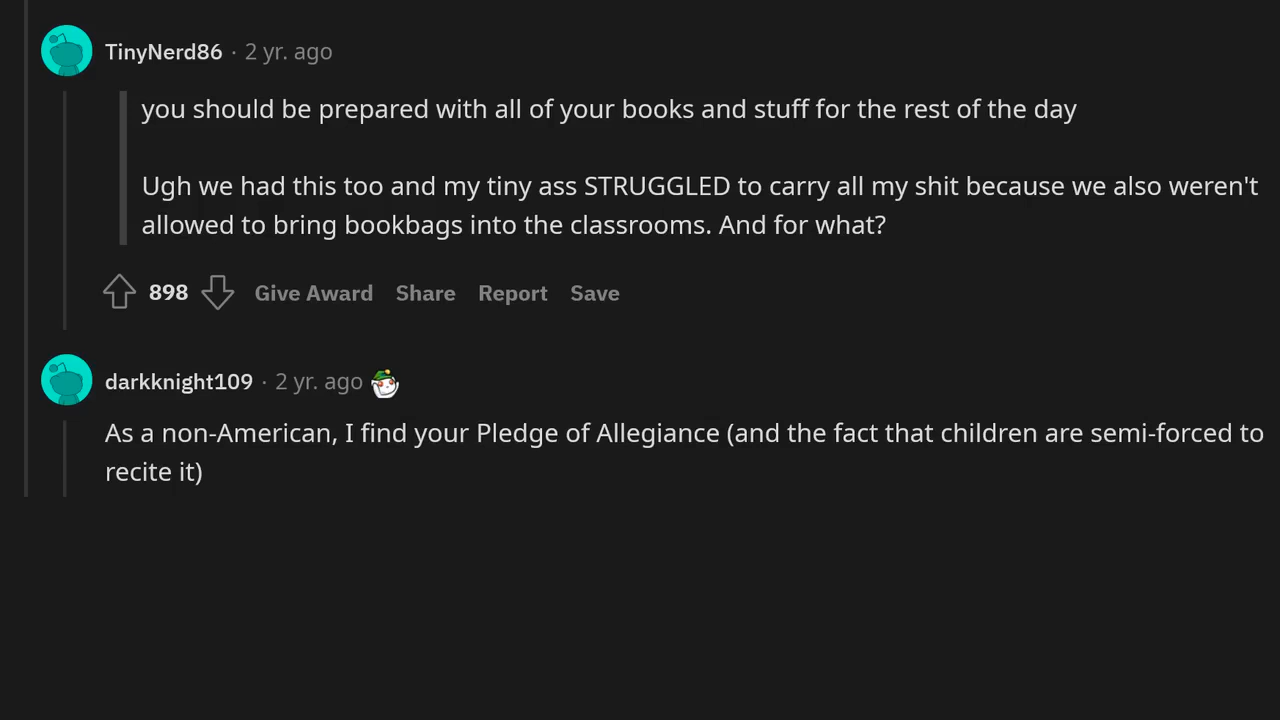 TinyNerd86 · 2 yr. ago
you should be prepared with all of your books and stuff for the rest of the day
Ugh we had this too and my tiny ass STRUGGLED to carry all my shit because we also weren't
allowed to bring bookbags into the classrooms. And for what?
898 Give Award Share Report Save
darkknight109 · 2 yr. ago
As a non-American, I find your Pledge of Allegiance (and the fact that children are semi-forced to
recite it)